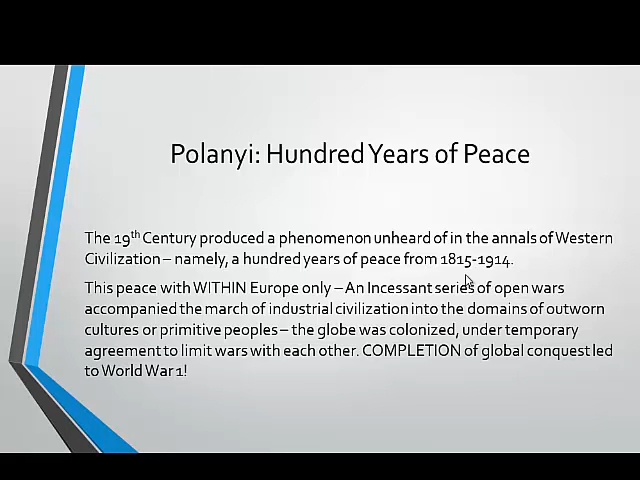 Polanyi: Hundred Years of Peace
The 19th Century produced a phenomenon unheard of in the annals of Western
Civilization – namely, a hundred years of peace from 1815-1914.
This peace with WITHIN Europe only – An Incessant series of open wars
accompanied the march of industrial civilization into the domains of outworn
cultures or primitive peoples – the globe was colonized, under temporary
agreement to limit wars with each other. COMPLETION of global conquest led
to World War 1!